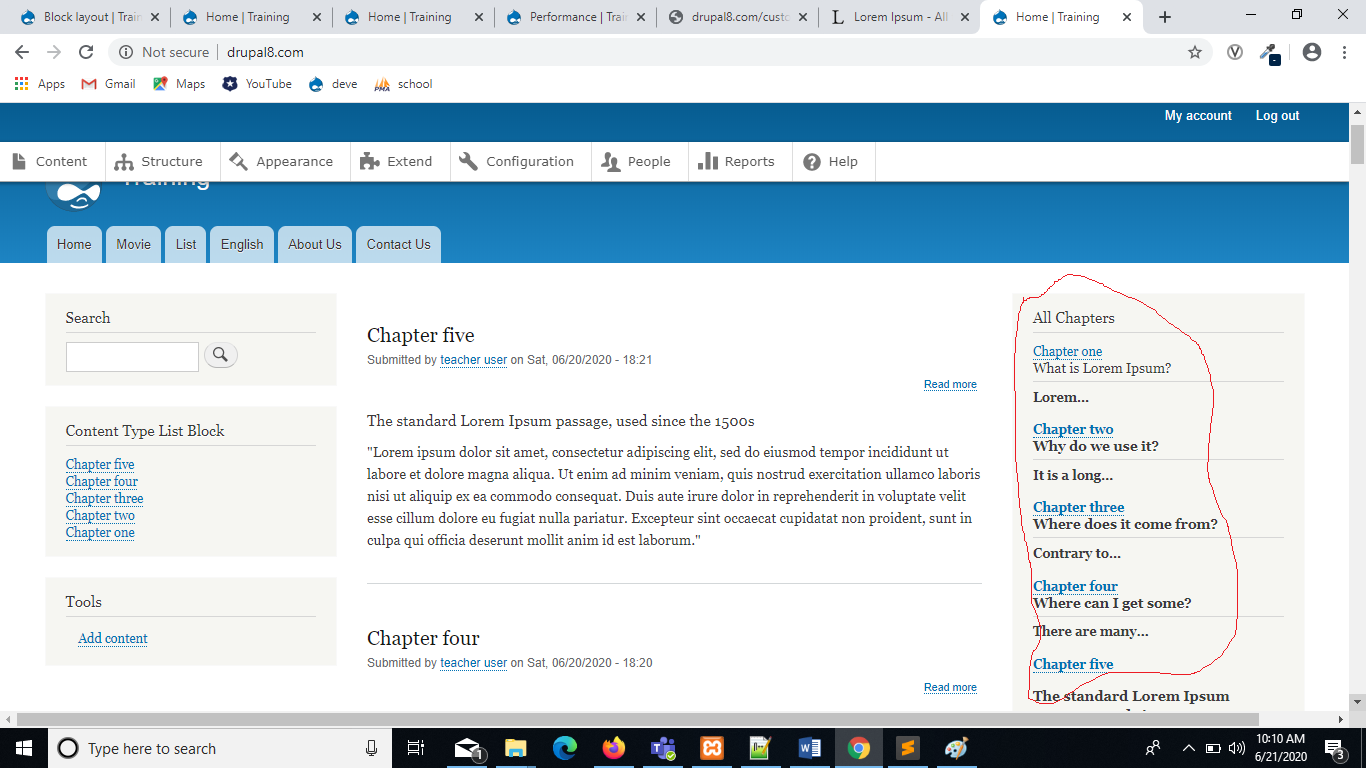 Block layout | Train
Home | Training
Home | Training
Performance | Trai
drupal8.com/custo
Lorem Ipsum - All
Home | Training
Not secure | drupal8.com
Apps Gmail Maps YouTube deve school
My account Log out
Content Structure Appearance Extend Configuration People Reports Help
Training
Home Movie List English About Us Contact Us
Search
Content Type List Block
Chapter five
Chapter four
Chapter three
Chapter two
Chapter one
Tools
Add content
Chapter five
Submitted by teacher user on Sat, 06/20/2020 - 18:21
Read more
The standard Lorem Ipsum passage, used since the 1500s
"Lorem ipsum dolor sit amet, consectetur adipiscing elit, sed do eiusmod tempor incididunt ut
labore et dolore magna aliqua. Ut enim ad minim veniam, quis nostrud exercitation ullamco laboris
nisi ut aliquip ex ea commodo consequat. Duis aute irure dolor in reprehenderit in voluptate velit
esse cillum dolore eu fugiat nulla pariatur. Excepteur sint occaecat cupidatat non proident, sunt in
culpa qui officia deserunt mollit anim id est laborum."
Chapter four
Submitted by teacher user on Sat, 06/20/2020 - 18:20
Read more
All Chapters
Chapter one
What is Lorem Ipsum?
Lorem...
Chapter two
Why do we use it?
It is a long...
Chapter three
Where does it come from?
Contrary to...
Chapter four
Where can I get some?
There are many...
Chapter five
The standard Lorem Ipsum
Type here to search
1
10:10 AM
6/21/2020
3